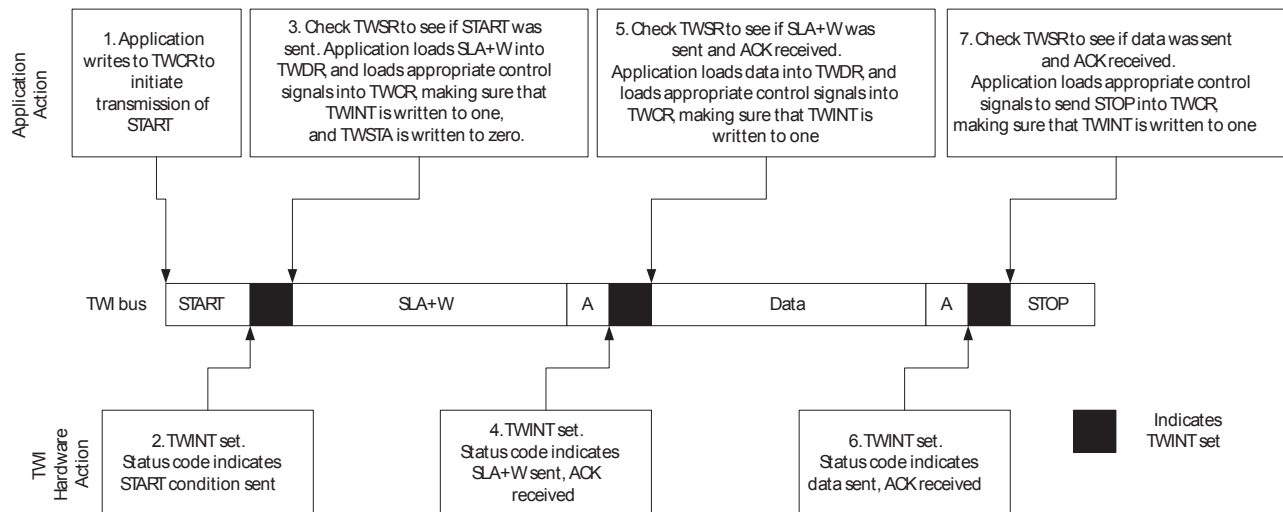 Application
Action
1. Application
writes to TWCR to
initiate
transmission of
START
3. Check TWSR to see if START was
sent. Application loads SLA+W into
TWDR, and loads appropriate control
signals into TWCR, making sure that
TWINT is written to one,
and TWSTA is written to zero.
5. Check TWSR to see if SLA+W was
sent and ACK received.
Application loads data into TWDR, and
loads appropriate control signals into
TWCR, making sure that TWINT is
written to one
7. Check TWSR to see if data was sent
and ACK received.
Application loads appropriate control
signals to send STOP into TWCR,
making sure that TWINT is written to one
TWI bus
START
SLA+W
A
Data
A
STOP
TWI
Hardware
Action
2. TWINT set.
Status code indicates
START condition sent
4. TWINT set.
Status code indicates
SLA+W sent, ACK
received
6. TWINT set.
Status code indicates
data sent, ACK received
Indicates
TWINT set